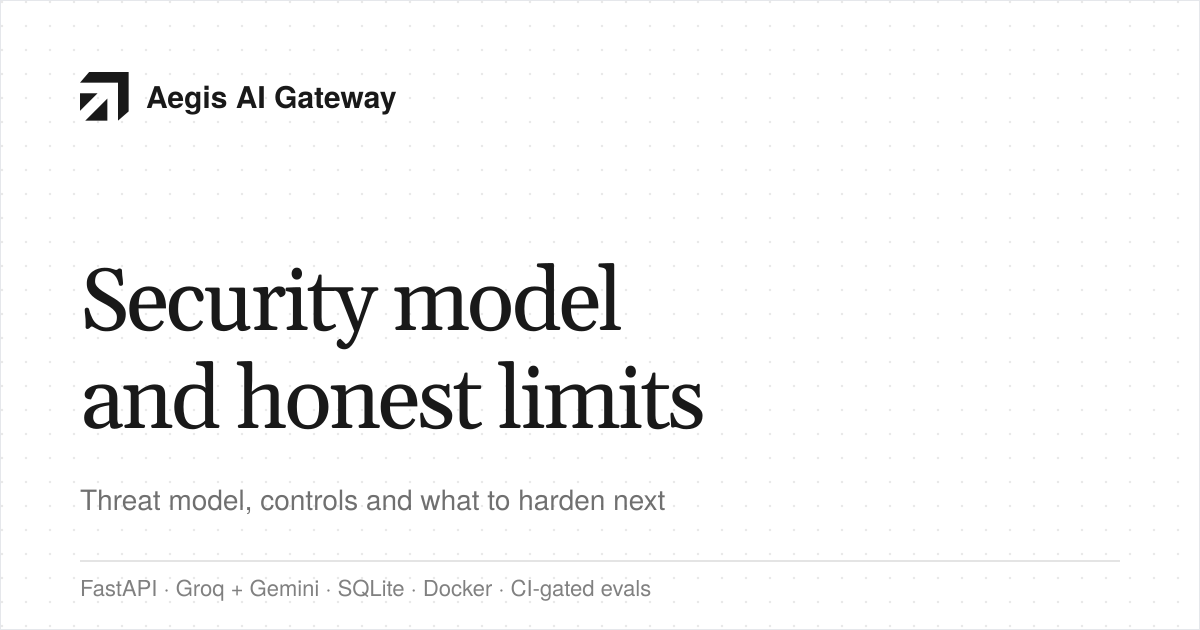 Aegis AI Gateway
Security model
and honest limits
Threat model, controls and what to harden next
FastAPI · Groq + Gemini · SQLite · Docker · CI-gated evals